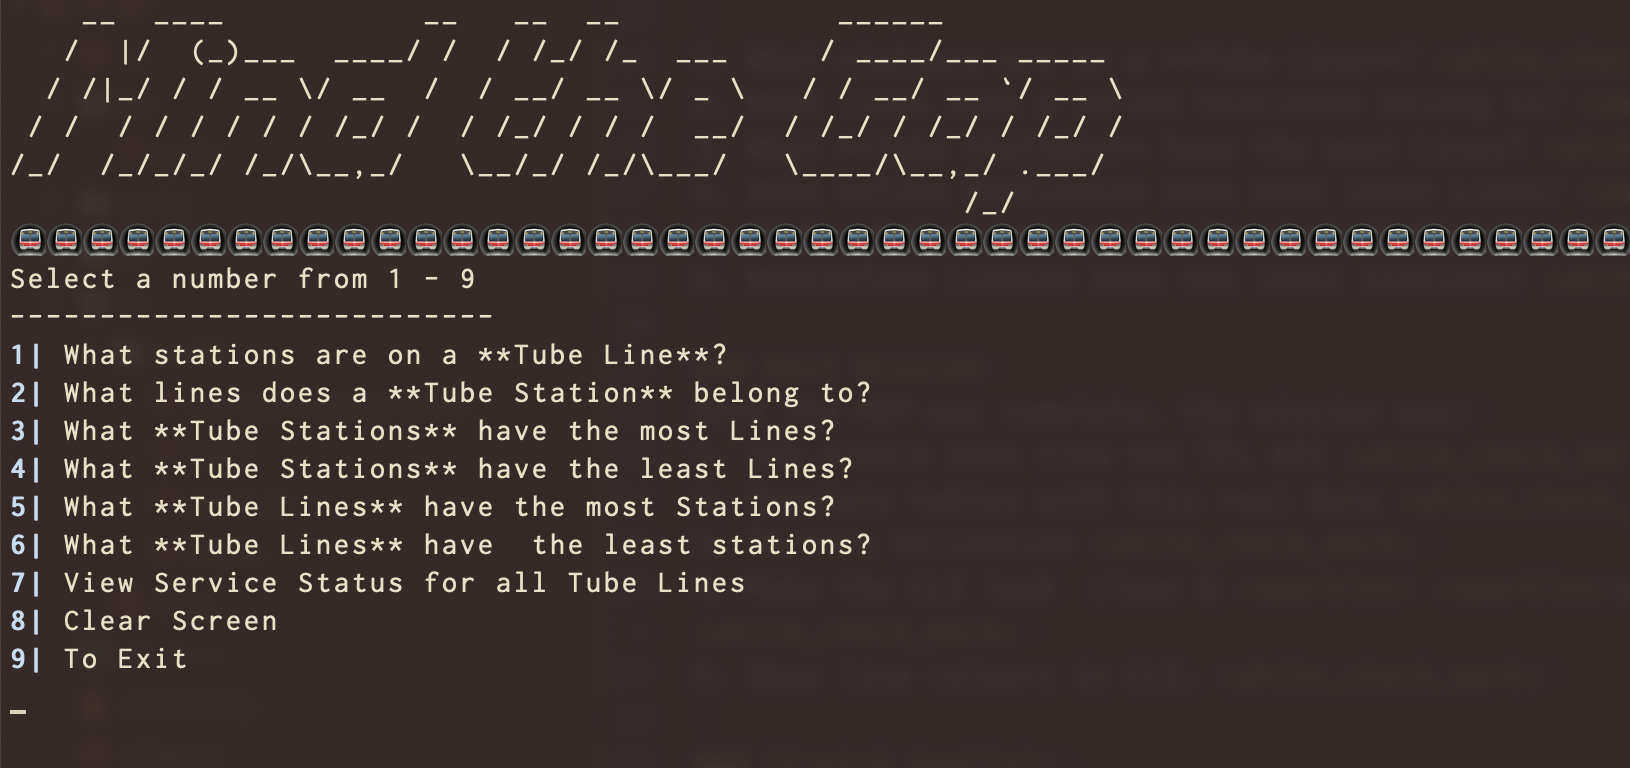 Mind the Gap
Select a number from 1 - 9
---------------------------
1| What stations are on a **Tube Line**?
2| What lines does a **Tube Station** belong to?
3| What **Tube Stations** have the most Lines?
4| What **Tube Stations** have the least Lines?
5| What **Tube Lines** have the most Stations?
6| What **Tube Lines** have  the least stations?
7| View Service Status for all Tube Lines
8| Clear Screen
9| To Exit